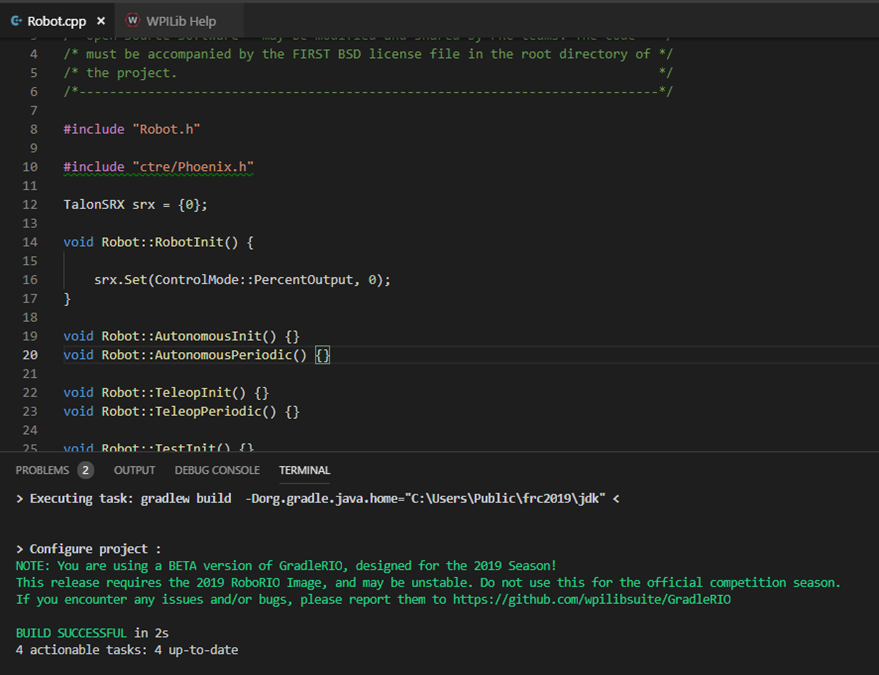 Robot.cpp × WPILib Help
4 /* must be accompanied by the FIRST BSD license file in the root directory of */
5 /* the project. */
6 /*----------------------------------------------------------------------------*/
7
8 #include "Robot.h"
9
10 #include "ctre/Phoenix.h"
11
12 TalonSRX srx = {0};
13
14 void Robot::RobotInit() {
15
16 srx.Set(ControlMode::PercentOutput, 0);
17 }
18
19 void Robot::AutonomousInit() {}
20 void Robot::AutonomousPeriodic() {}
21
22 void Robot::TeleopInit() {}
23 void Robot::TeleopPeriodic() {}
24
25 void Robot::TestInit() {}
PROBLEMS 2 OUTPUT DEBUG CONSOLE TERMINAL
> Executing task: gradlew build -Dorg.gradle.java.home="C:\Users\Public\frc2019\jdk" <
> Configure project :
NOTE: You are using a BETA version of GradleRIO, designed for the 2019 Season!
This release requires the 2019 RoboRIO Image, and may be unstable. Do not use this for the official competition season.
If you encounter any issues and/or bugs, please report them to https://github.com/wpilibsuite/GradleRIO
BUILD SUCCESSFUL in 2s
4 actionable tasks: 4 up-to-date